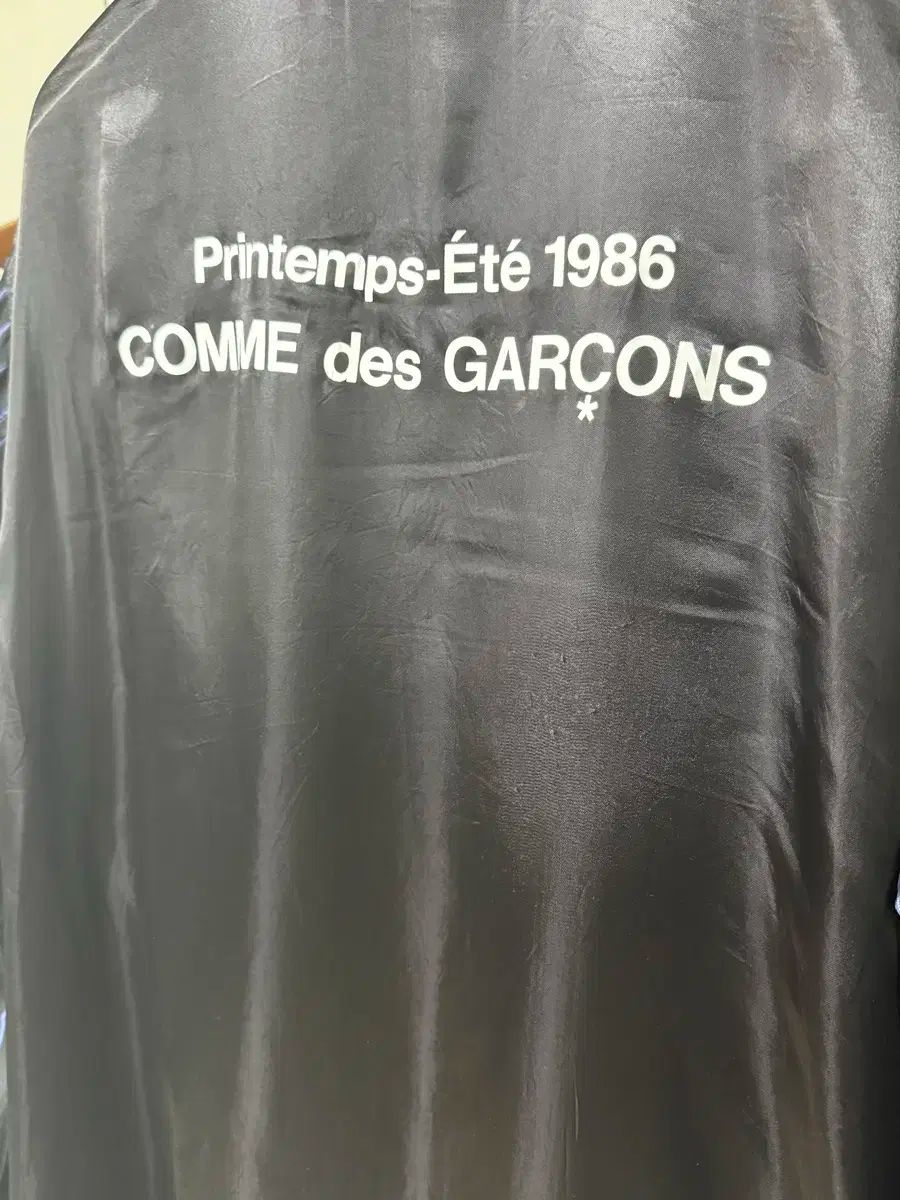 Printemps-Été 1986
COMME des GARÇONS
*